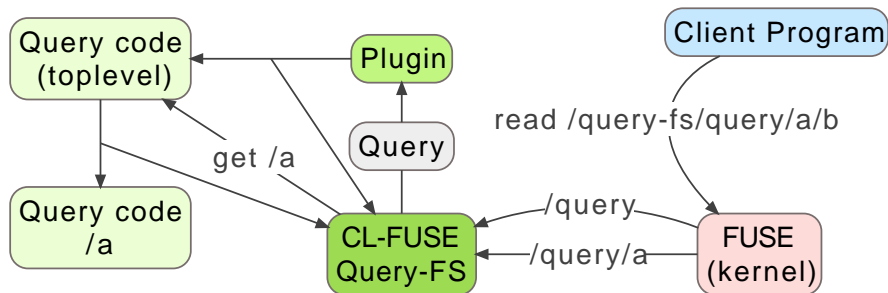 Query code
(toplevel)
Plugin
Client Program
read /query-fs/query/a/b
Query
get /a
Query code
/a
/query
CL-FUSE
Query-FS
/query/a
FUSE
(kernel)